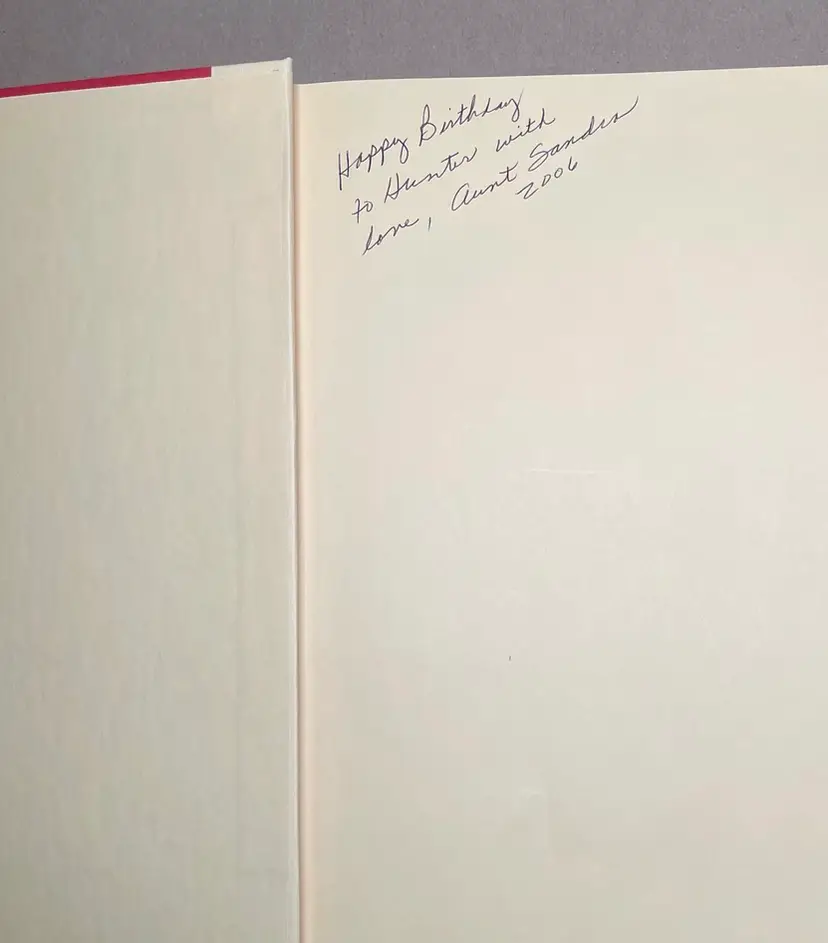 Happy Birthday
to Hunter with
love, Aunt Sandra
2006